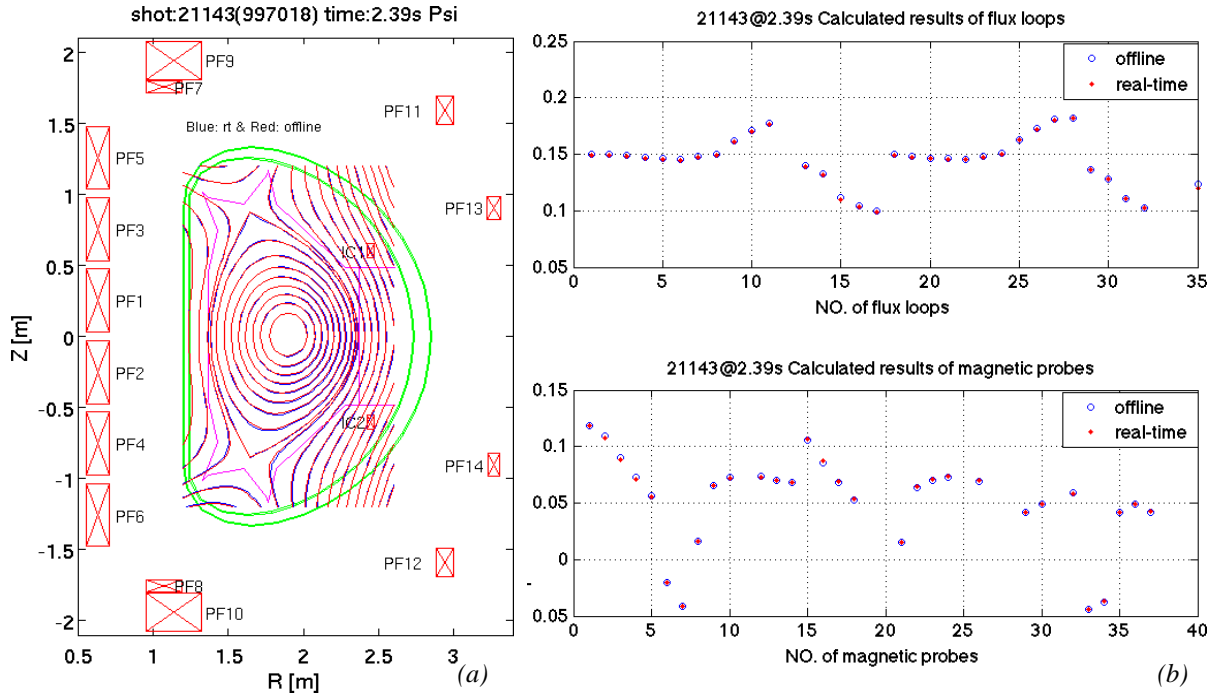 shot:21143(997018) time:2.39s Psi
2
1.5
1
0.5
0
-0.5
-1
-1.5
-2
Z [m]
0.5 1 1.5 2 2.5 3
R [m]
PF9
PF7
PF11
Blue: rt & Red: offline
PF5
PF13
PF3
IC1
PF1
PF2
IC2
PF4
PF14
PF6
PF12
PF8
PF10
(a)
21143@2.39s Calculated results of flux loops
offline
real-time
0.25
0.2
0.15
0.1
0.05
0 5 10 15 20 25 30 35
NO. of flux loops
21143@2.39s Calculated results of magnetic probes
offline
real-time
0.15
0.1
0.05
0
-
0.05
0 5 10 15 20 25 30 35 40
NO. of magnetic probes
(b)